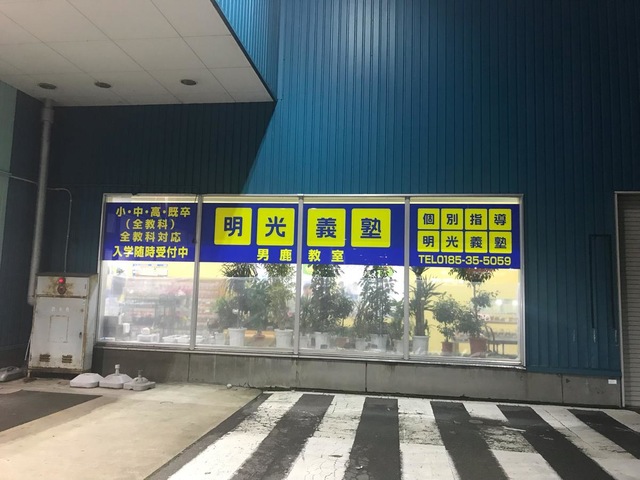 小・中・高・既卒
（全教科）
全教科対応
入学随時受付中
明光義塾
男鹿教室
個別指導
明光義塾
TEL0185-35-5059